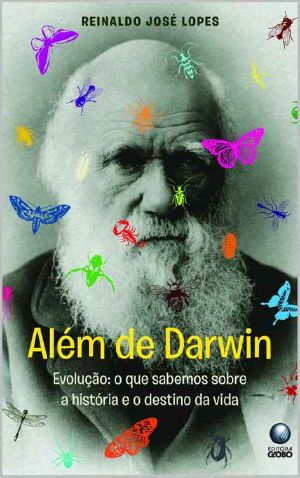 REINALDO JOSÉ LOPES
Além de Darwin
Evolução: o que sabemos sobre
a história e o destino da vida
EDITORA
GLOBO